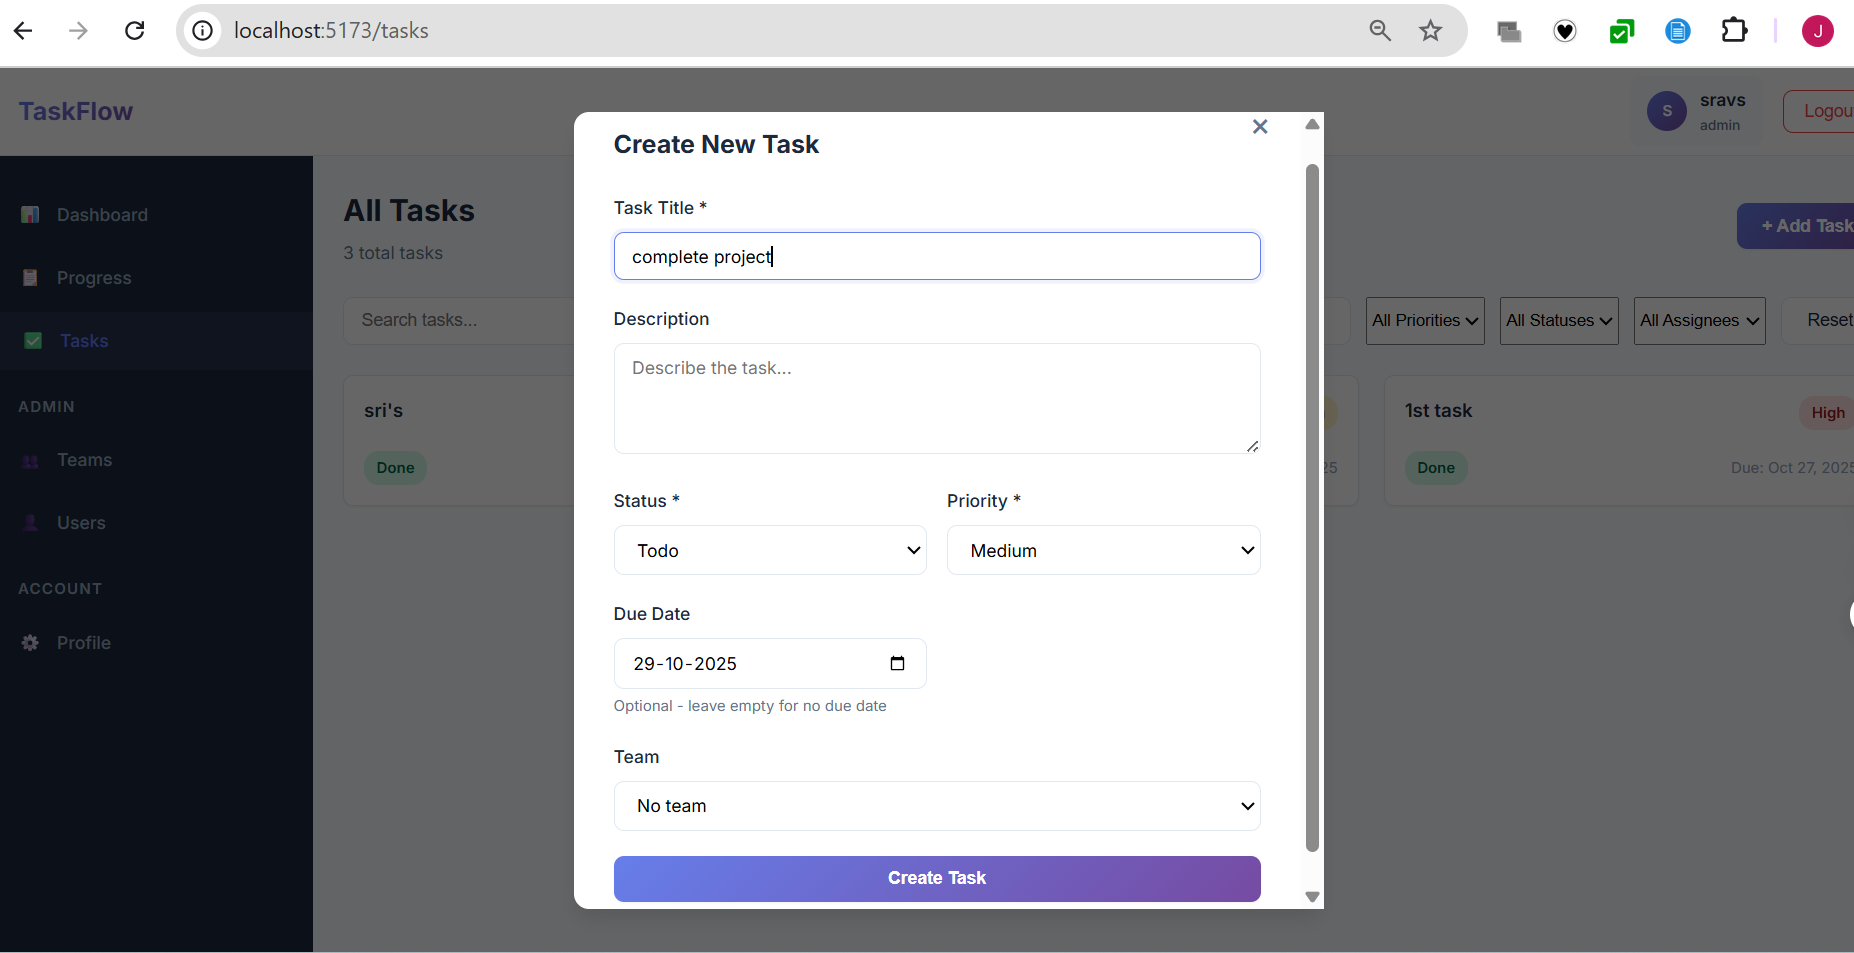 localhost:5173/tasks
J
TaskFlow
S
sravs
admin
Logou
Dashboard
Progress
Tasks
ADMIN
Teams
Users
ACCOUNT
Profile
All Tasks
3 total tasks
+ Add Task
Search tasks...
All Priorities
All Statuses
All Assignees
Reset
sri's
Done
25
1st task
High
Done
Due: Oct 27, 2025
Create New Task
Task Title *
complete project
Description
Describe the task...
Status *
Priority *
Todo
Medium
Due Date
29-10-2025
Optional - leave empty for no due date
Team
No team
Create Task